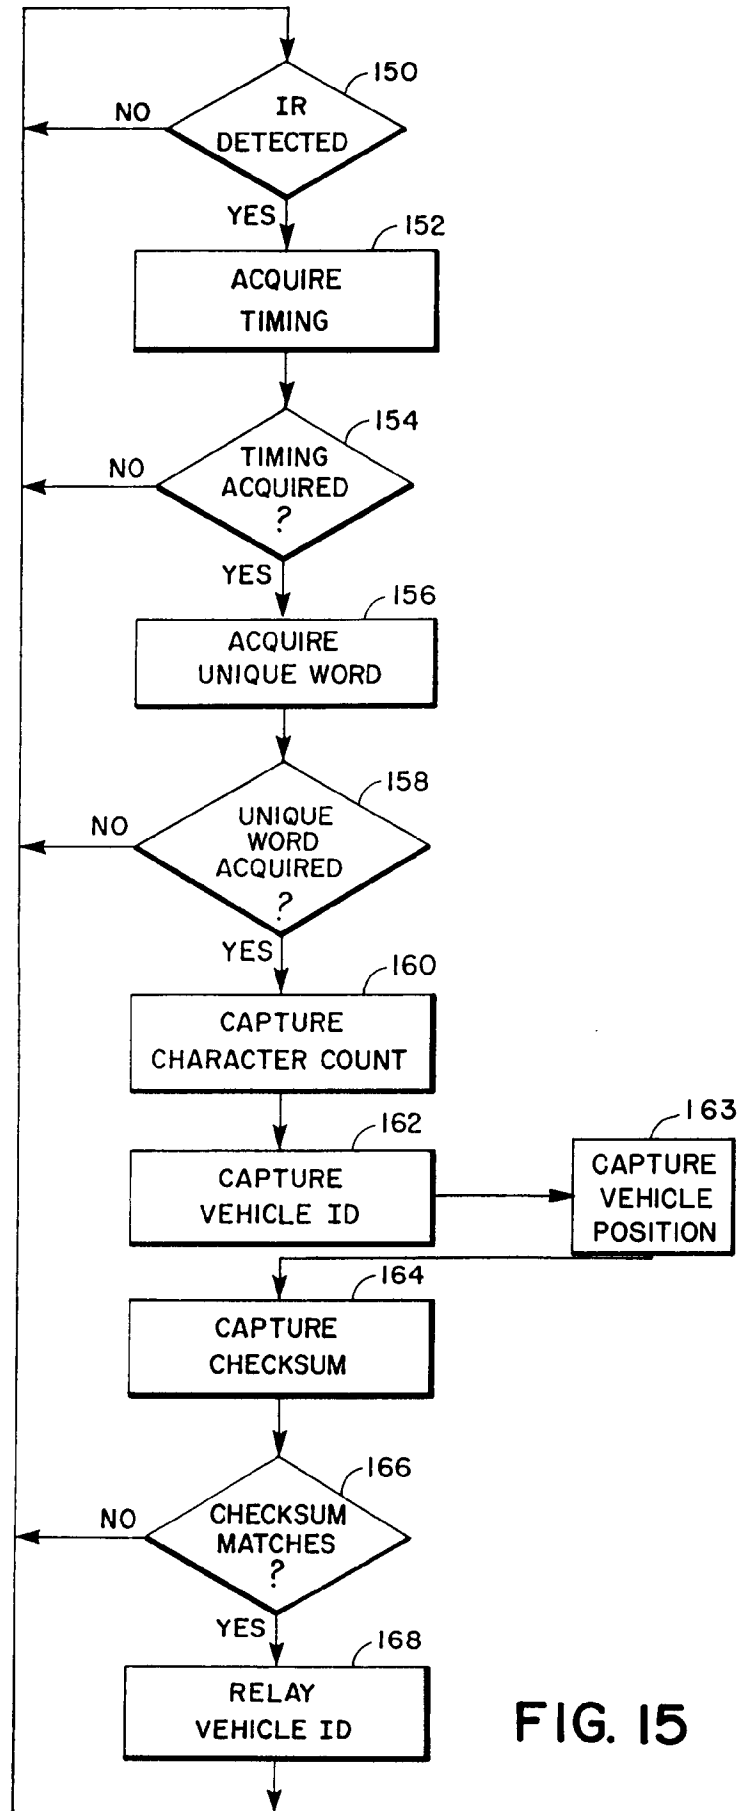 150
IR
DETECTED
NO
YES
152
ACQUIRE
TIMING
154
TIMING
ACQUIRED
?
NO
YES
156
ACQUIRE
UNIQUE WORD
158
UNIQUE
WORD
ACQUIRED
?
NO
YES
160
CAPTURE
CHARACTER COUNT
162
CAPTURE
VEHICLE ID
163
CAPTURE
VEHICLE
POSITION
164
CAPTURE
CHECKSUM
166
CHECKSUM
MATCHES
?
NO
YES
168
RELAY
VEHICLE ID
FIG. 15